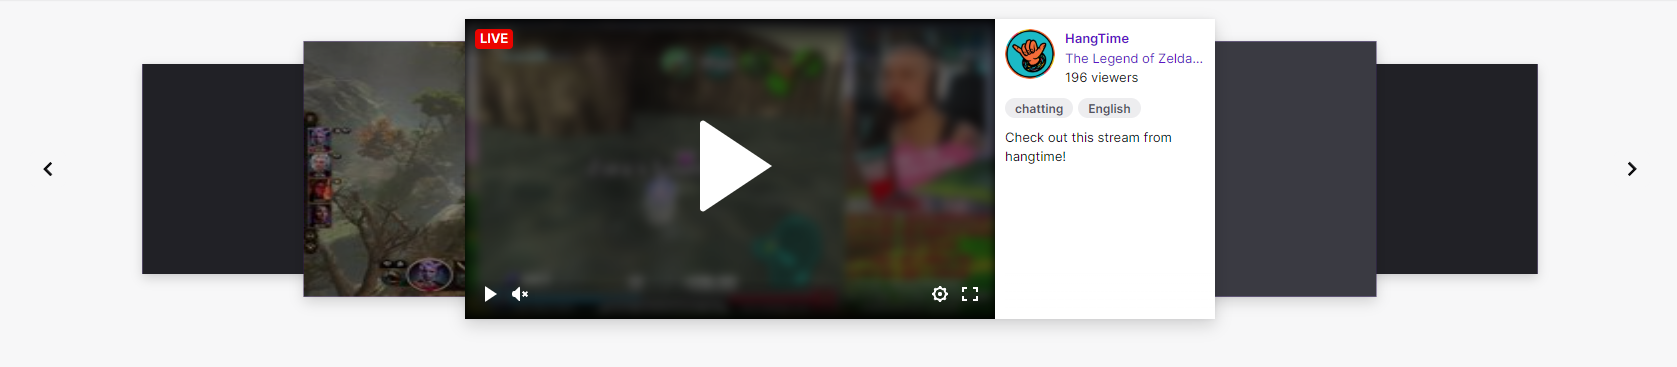 LIVE
HangTime
The Legend of Zelda...
196 viewers
chatting
English
Check out this stream from
hangtime!